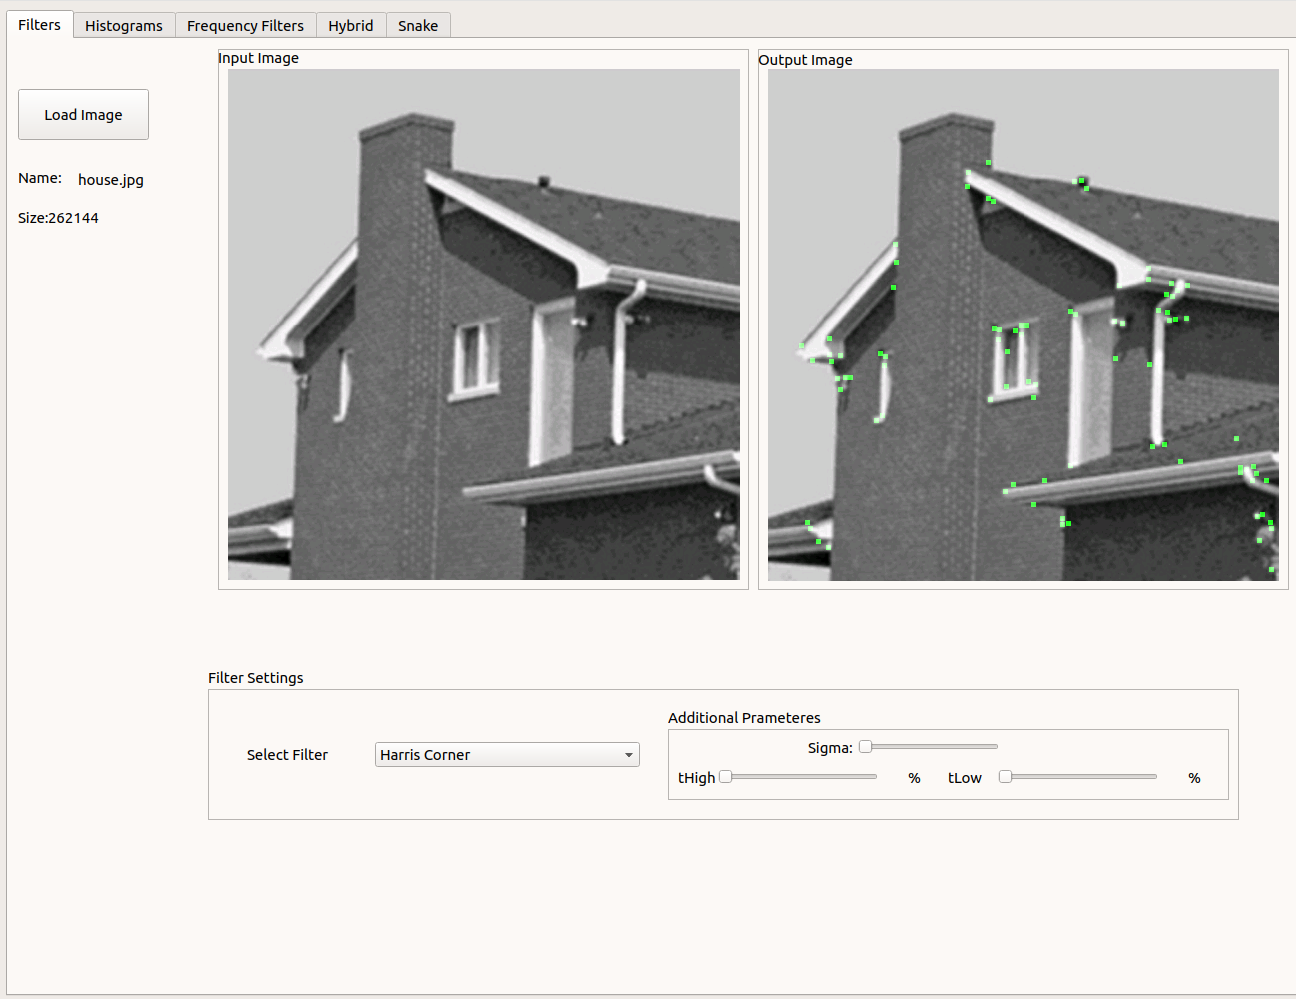 Filters Histograms Frequency Filters Hybrid Snake
Input Image
Output Image
Load Image
Name: house.jpg
Size:262144
Filter Settings
Select Filter Harris Corner
Additional Prameteres
Sigma:
tHigh % tLow %